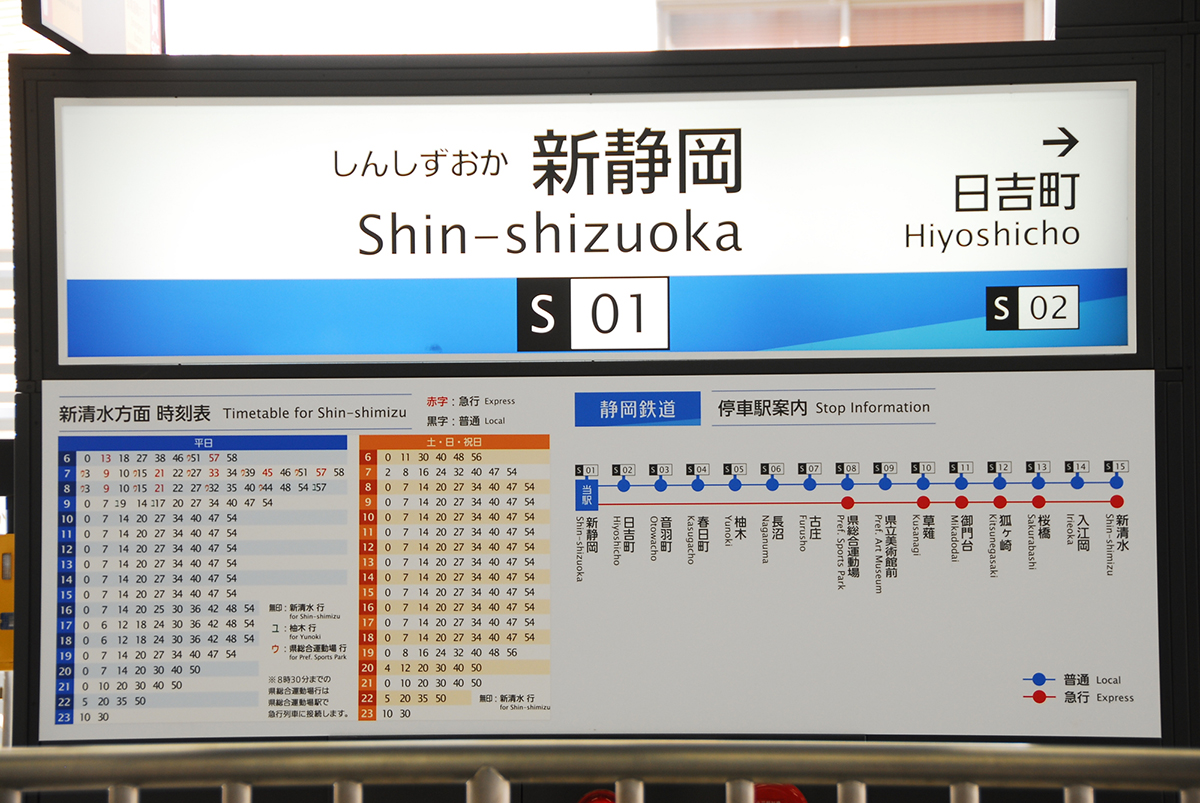 しんしずおか 新静岡
Shin-shizuoka
→
日吉町
Hiyoshicho
S 01
S 02
新清水方面 時刻表 Timetable for Shin-shimizu
赤字：急行 Express
黒字：普通 Local
平日
6 0 13 18 27 38 46 51 57 58
7 3 9 10 15 21 22 27 33 34 39 45 46 51 57 58
8 3 9 10 15 21 22 27 32 35 40 44 48 54 57
9 0 7 14 17 20 27 34 40 47 54
10 0 7 14 20 27 34 40 47 54
11 0 7 14 20 27 34 40 47 54
12 0 7 14 20 27 34 40 47 54
13 0 7 14 20 27 34 40 47 54
14 0 7 14 20 27 34 40 47 54
15 0 7 14 20 27 34 40 47 54
16 0 7 14 20 25 30 36 42 48 54
17 0 6 12 18 24 30 36 42 48 54
18 0 6 12 18 24 30 36 42 48 54
19 0 7 14 20 27 34 40 47 54
20 0 7 14 20 30 40 50
21 0 10 20 30 40 50
22 5 20 35 50
23 10 30
無印：新清水 行
for Shin-shimizu
ユ：柚木 行
for Yunoki
ウ：県総合運動場 行
for Pref. Sports Park
※8時30分までの
県総合運動場行は
県総合運動場駅で
急行列車に接続します。
土・日・祝日
6 0 11 30 40 48 56
7 2 8 16 24 32 40 47 54
8 0 7 14 20 27 34 40 47 54
9 0 7 14 20 27 34 40 47 54
10 0 7 14 20 27 34 40 47 54
11 0 7 14 20 27 34 40 47 54
12 0 7 14 20 27 34 40 47 54
13 0 7 14 20 27 34 40 47 54
14 0 7 14 20 27 34 40 47 54
15 0 7 14 20 27 34 40 47 54
16 0 7 14 20 27 34 40 47 54
17 0 7 14 20 27 34 40 47 54
18 0 7 14 20 27 34 40 47 54
19 0 8 16 24 32 40 48 56
20 4 12 20 30 40 50
21 0 10 20 30 40 50
22 5 20 35 50
23 10 30
無印：新清水 行
for Shin-shimizu
静岡鉄道 停車駅案内 Stop Information
S 01 S 02 S 03 S 04 S 05 S 06 S 07 S 08 S 09 S 10 S 11 S 12 S 13 S 14 S 15
当駅
新静岡
Shin-shizuoka
日吉町
Hiyoshicho
音羽町
Otowacho
春日町
Kasugacho
柚木
Yunoki
長沼
Naganuma
古庄
Furusho
県総合運動場
Pref. Sports Park
県立美術館前
Pref. Art Museum
草薙
Kusanagi
御門台
Mikadodai
狐ヶ崎
Kitsunegasaki
桜橋
Sakurabashi
入江岡
Irieoka
新清水
Shin-shimizu
普通 Local
急行 Express